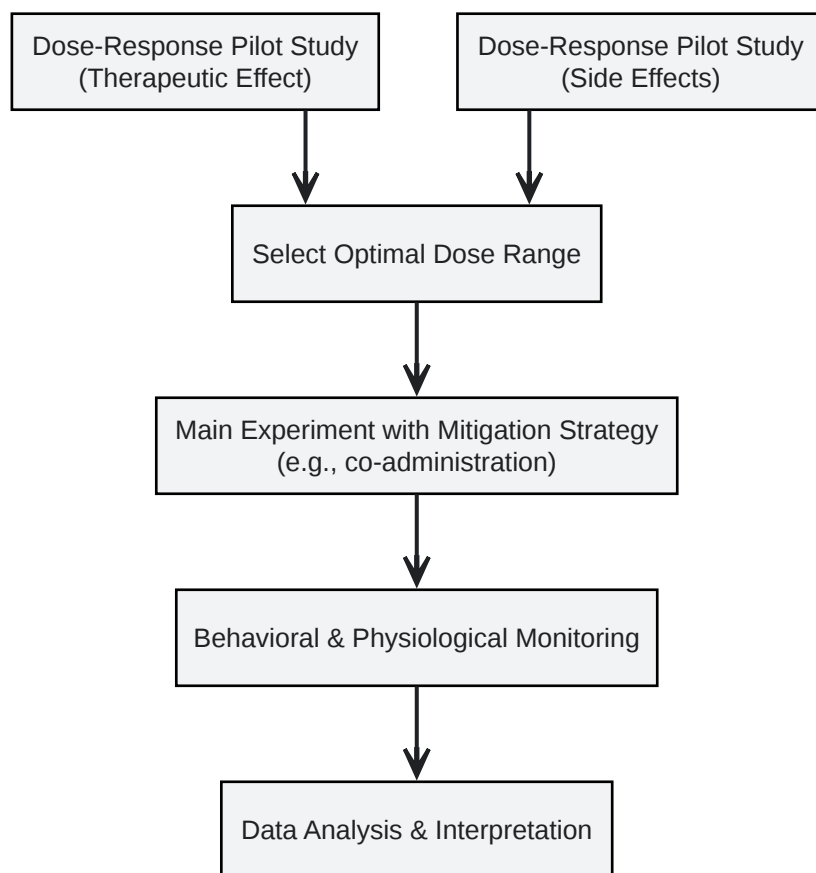 Dose-Response Pilot Study
(Therapeutic Effect)
Dose-Response Pilot Study
(Side Effects)
Select Optimal Dose Range
Main Experiment with Mitigation Strategy
(e.g., co-administration)
Behavioral & Physiological Monitoring
Data Analysis & Interpretation